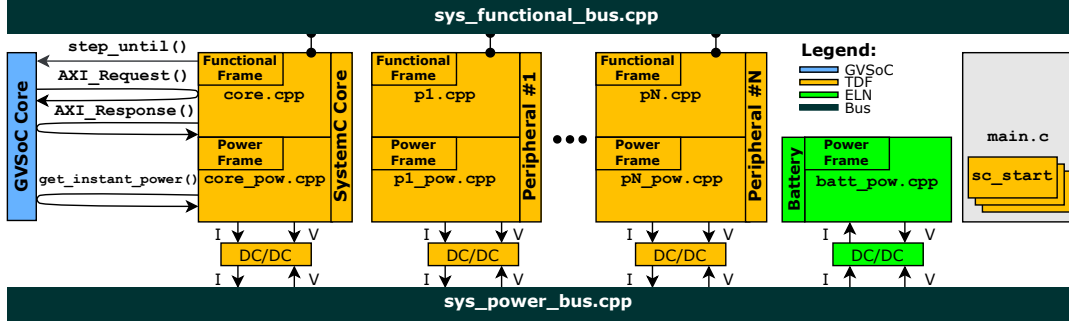 sys_functional_bus.cpp
GVSoC Core
step_until()
AXI_Request()
AXI_Response()
get_instant_power()
Functional
Frame
core.cpp
Power
Frame
core_pow.cpp
SystemC Core
Functional
Frame
p1.cpp
Power
Frame
p1_pow.cpp
Peripheral #1
Functional
Frame
pN.cpp
Power
Frame
pN_pow.cpp
Peripheral #N
Legend:
GVSoC
TDF
ELN
Bus
Battery
Power
Frame
batt_pow.cpp
main.c
sc_start
I V
DC/DC
I V
I V
DC/DC
I V
I V
DC/DC
I V
I V
DC/DC
I V
sys_power_bus.cpp